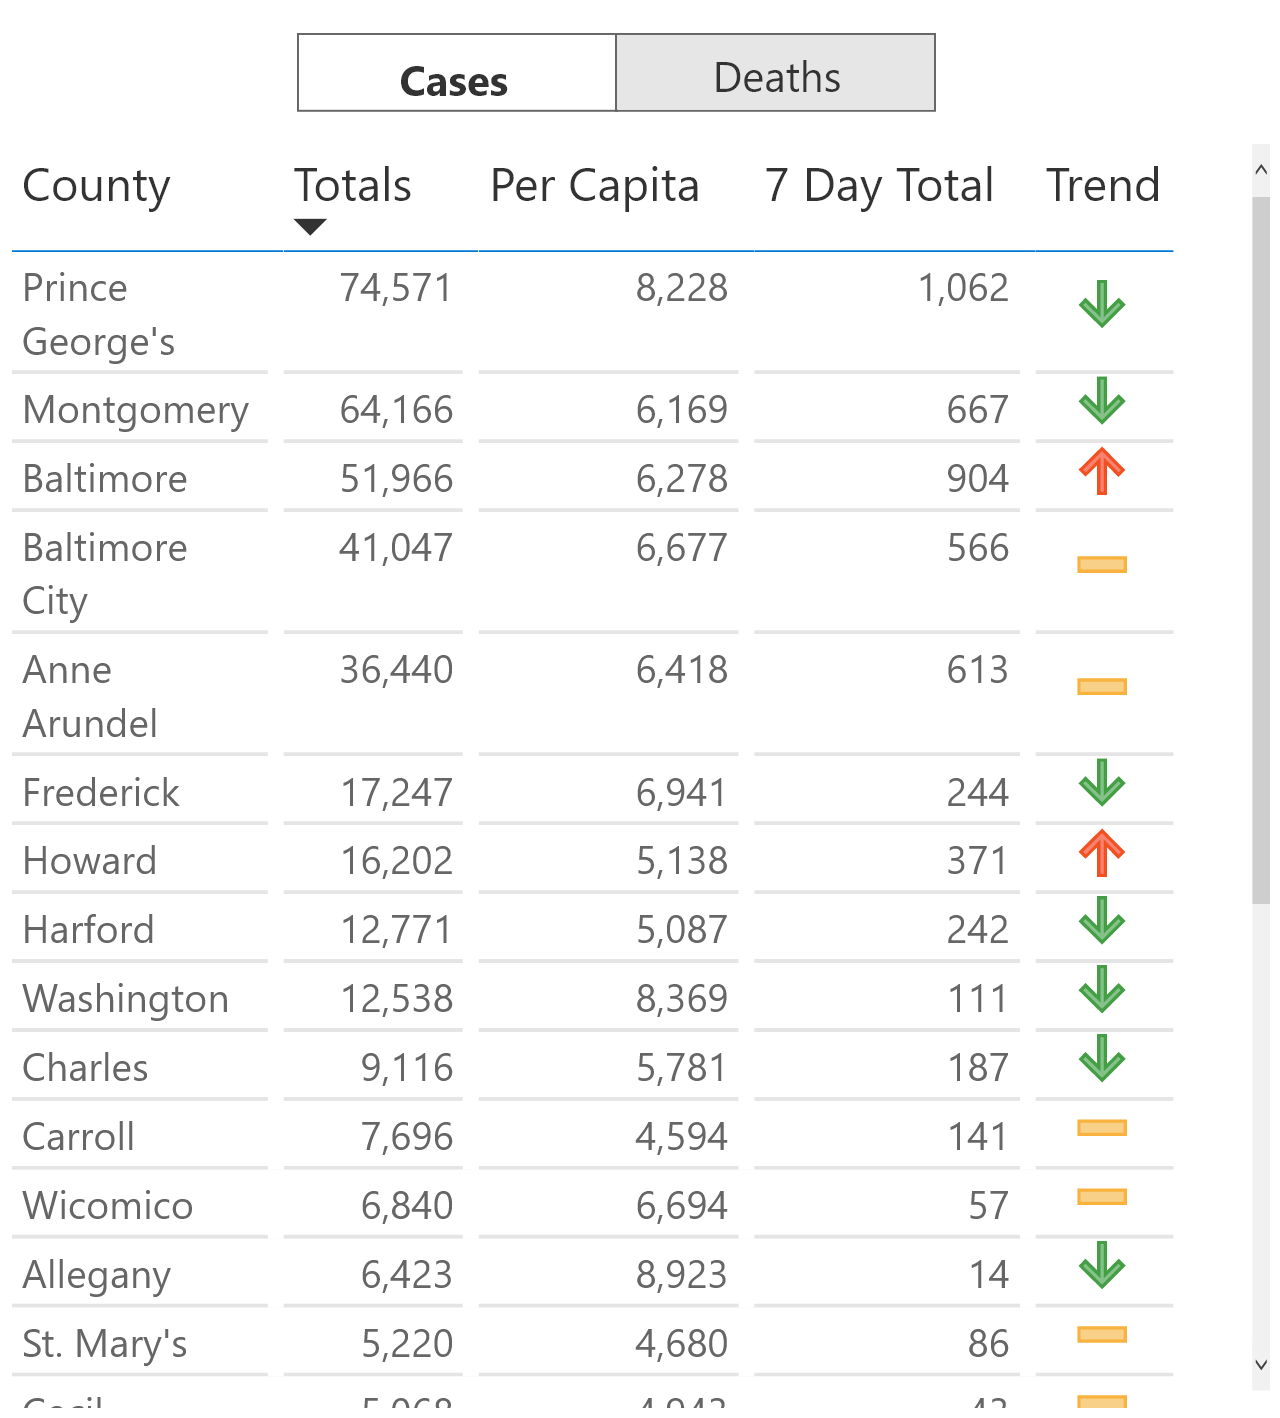 Cases Deaths
County Totals Per Capita 7 Day Total Trend
Prince 74,571 8,228 1,062
George's
Montgomery 64,166 6,169 667
Baltimore 51,966 6,278 904
Baltimore 41,047 6,677 566
City
Anne 36,440 6,418 613
Arundel
Frederick 17,247 6,941 244
Howard 16,202 5,138 371
Harford 12,771 5,087 242
Washington 12,538 8,369 111
Charles 9,116 5,781 187
Carroll 7,696 4,594 141
Wicomico 6,840 6,694 57
Allegany 6,423 8,923 14
St. Mary's 5,220 4,680 86
Cecil